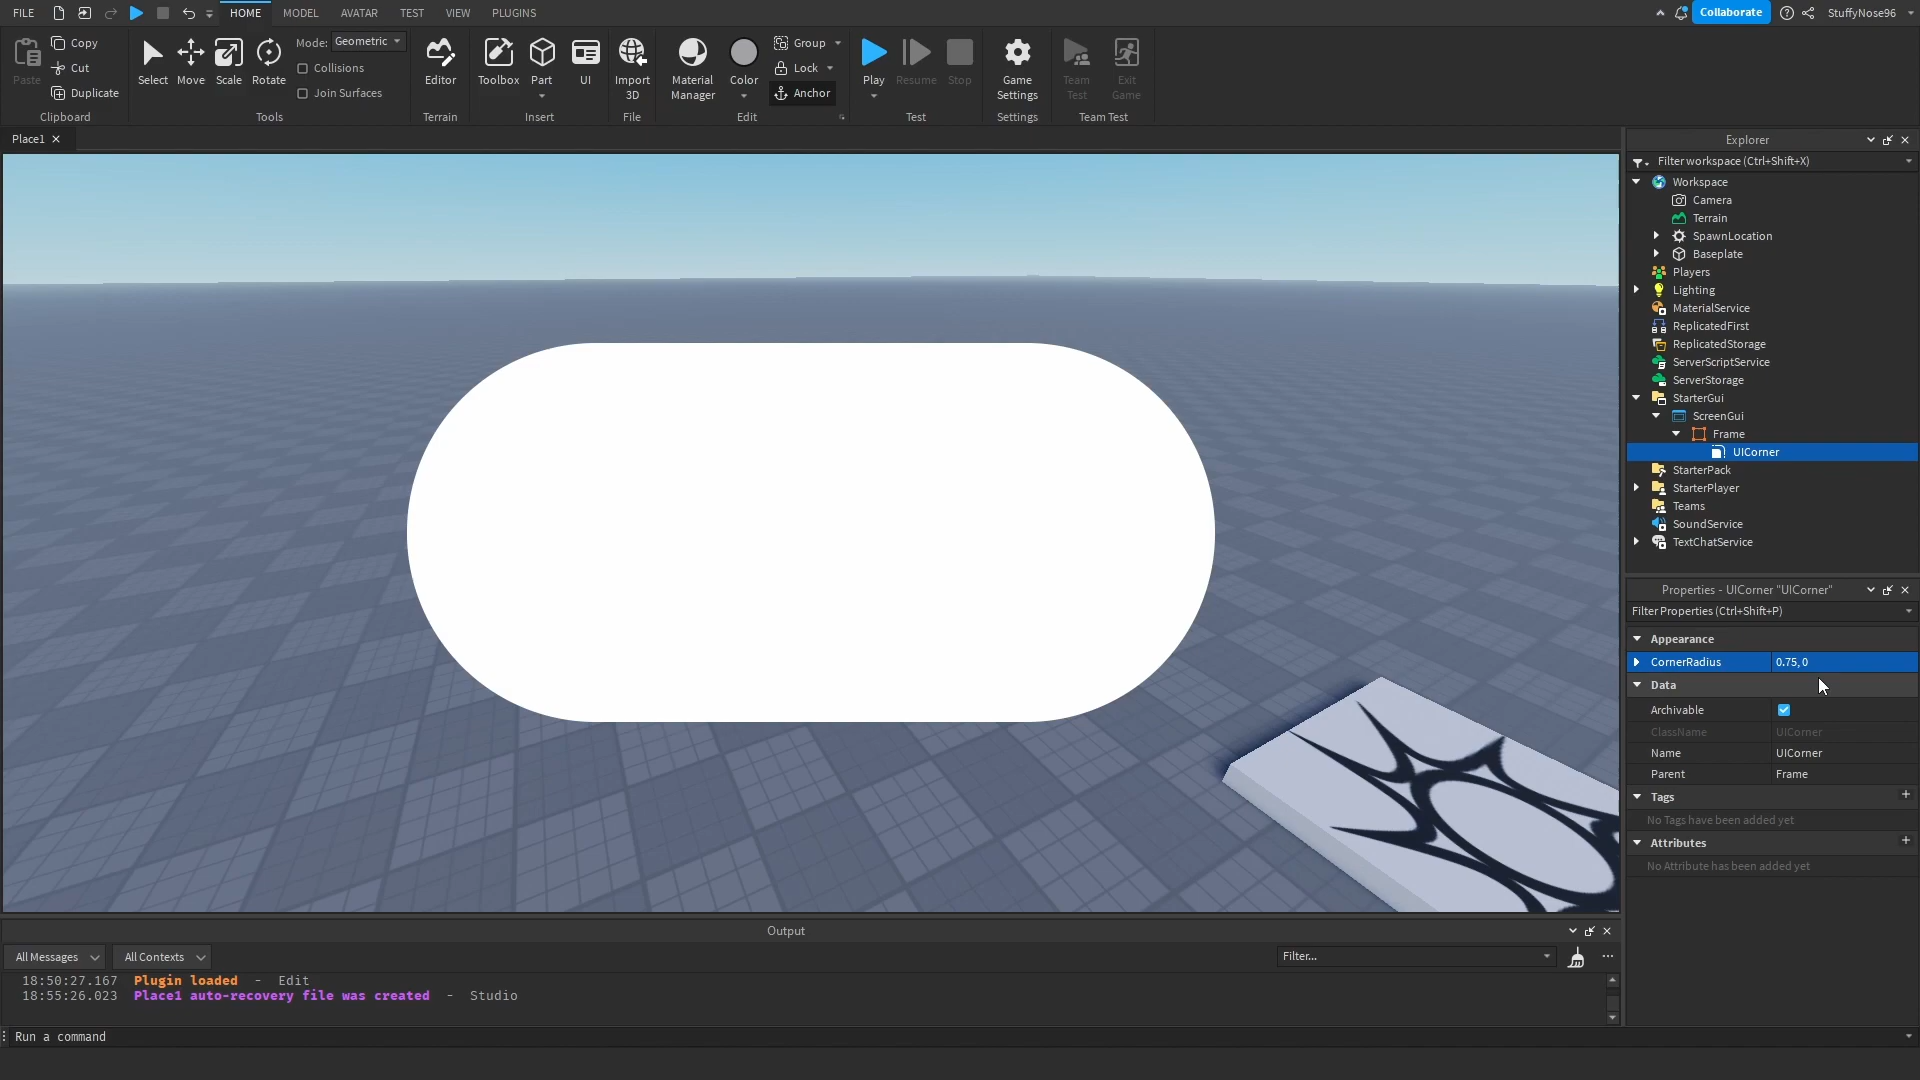 FILE
HOME
MODEL
AVATAR
TEST
VIEW
PLUGINS
Collaborate
StuffyNose96
Paste
Copy
Cut
Duplicate
Clipboard
Select
Move
Scale
Rotate
Mode: Geometric
Collisions
Join Surfaces
Tools
Editor
Terrain
Toolbox
Part
UI
Insert
Import
3D
File
Material
Manager
Color
Group
Lock
Anchor
Edit
Play
Resume
Stop
Test
Game
Settings
Settings
Team
Test
Exit
Game
Team Test
Place1
Explorer
Filter workspace (Ctrl+Shift+X)
Workspace
Camera
Terrain
SpawnLocation
Baseplate
Players
Lighting
MaterialService
ReplicatedFirst
ReplicatedStorage
ServerScriptService
ServerStorage
StarterGui
ScreenGui
Frame
UICorner
StarterPack
StarterPlayer
Teams
SoundService
TextChatService
Properties - UICorner "UICorner"
Filter Properties (Ctrl+Shift+P)
Appearance
CornerRadius 0.75, 0
Data
Archivable
ClassName UICorner
Name UICorner
Parent Frame
Tags
No Tags have been added yet
Attributes
No Attribute has been added yet
Output
All Messages
All Contexts
Filter...
18:50:27.167 Plugin loaded - Edit
18:55:26.023 Place1 auto-recovery file was created - Studio
Run a command